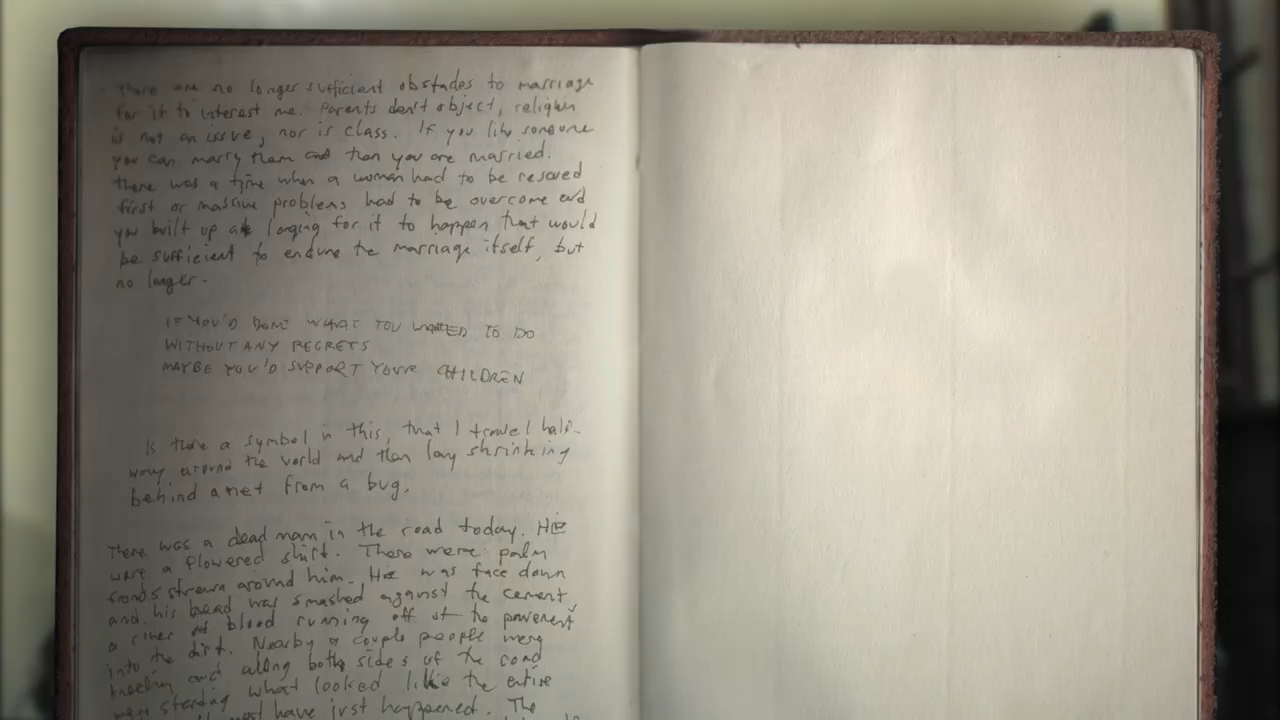 There are no longer sufficient obstacles to marriage
for it to interest me. Parents don't object, religion
is not an issue, nor is class. If you like someone
you can marry them and then you are married.
There was a time when a woman had to be rescued
first or massive problems had to be overcome and
you built up a longing for it to happen that would
be sufficient to endure the marriage itself, but
no longer.
IF YOU'D DONE WHAT YOU WANTED TO DO
WITHOUT ANY REGRETS
MAYBE YOU'D SUPPORT YOUR CHILDREN
Is there a symbol in this, that I travel half-
way around the world and then lay shrinking
behind a net from a bug.
There was a dead man in the road today. He
wore a flowered shirt. There were palm
fronds strewn around him. He was face down
and his head was smashed against the cement,
a river of blood running off of the pavement
into the dirt. Nearby a couple people were
kneeling and along both sides of the road
were standing what looked like the entire
must have just happened. The